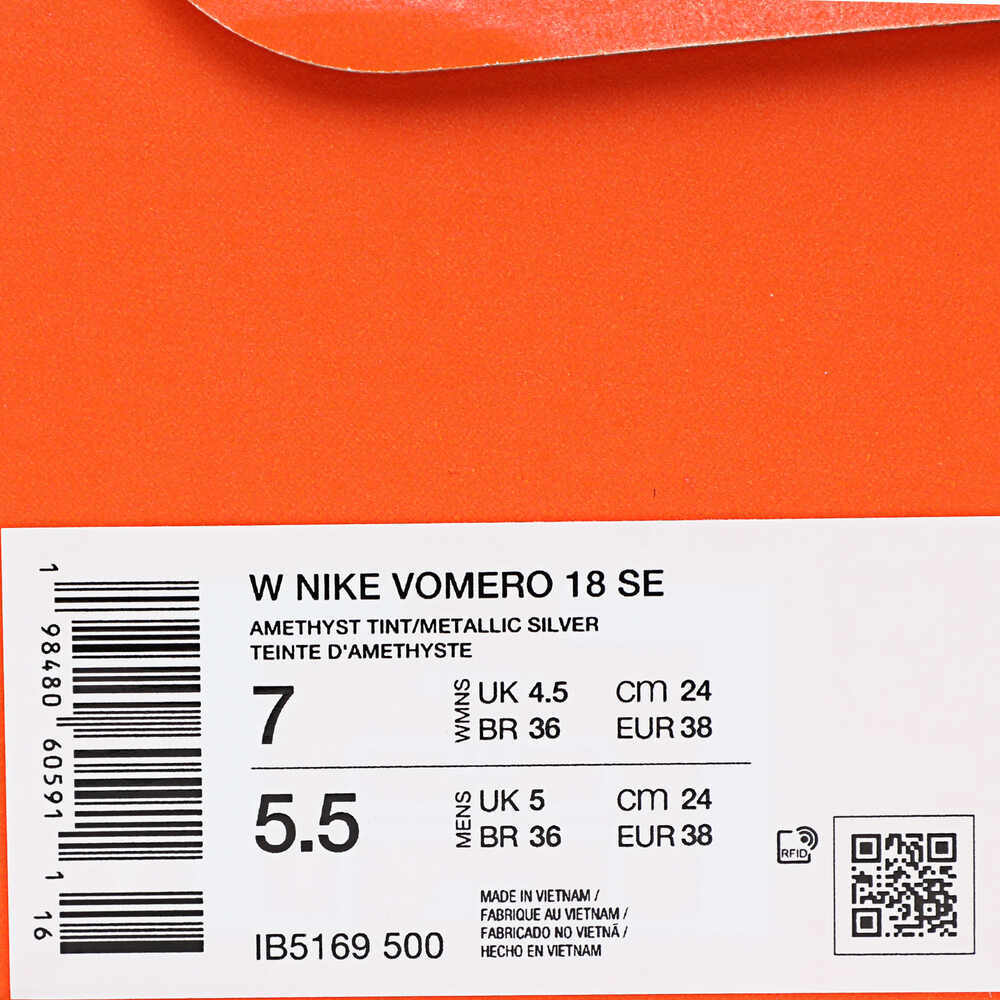 W NIKE VOMERO 18 SE
AMETHYST TINT/METALLIC SILVER
TEINTE D'AMETHYSTE
7 WMNS UK 4.5 cm 24
BR 36 EUR 38
5.5 MENS UK 5 cm 24
BR 36 EUR 38
IB5169 500
MADE IN VIETNAM /
FABRIQUE AU VIETNAM /
FABRICADO NO VIETNÃ /
HECHO EN VIETNAM
RFID
1 98480 60591 1 16